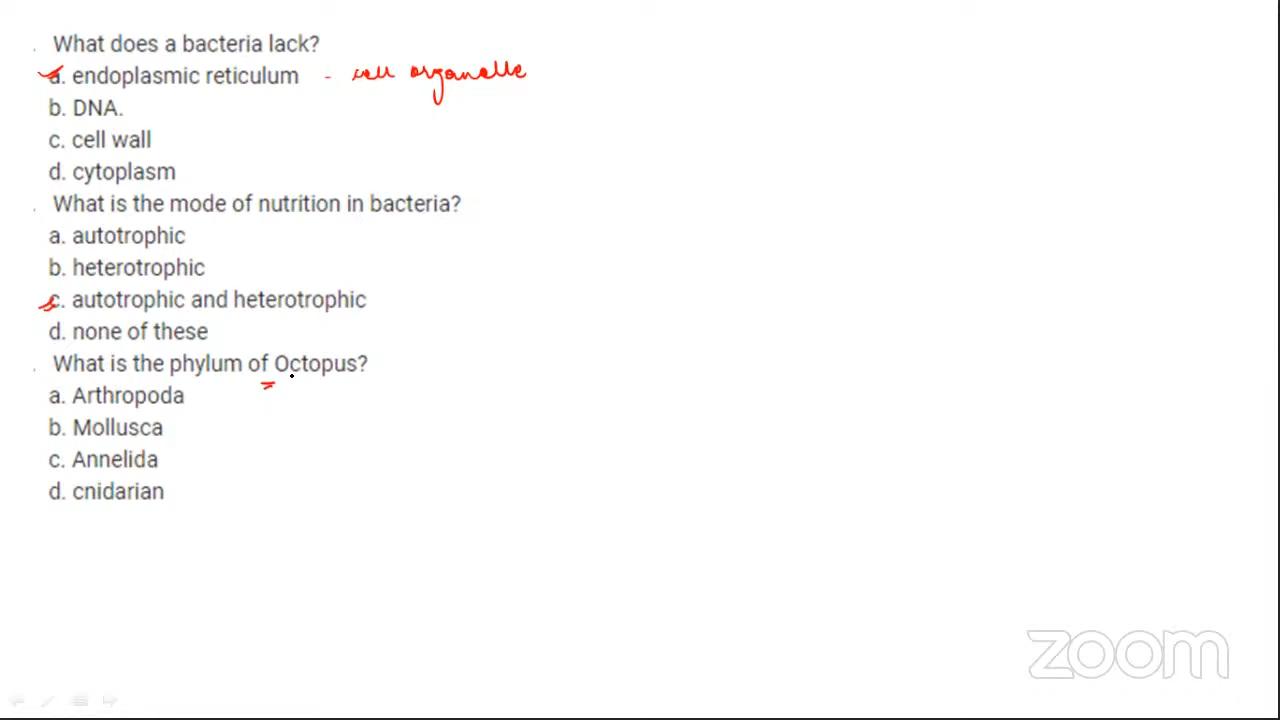 What does a bacteria lack?
a. endoplasmic reticulum - cell organelle
b. DNA.
c. cell wall
d. cytoplasm
What is the mode of nutrition in bacteria?
a. autotrophic
b. heterotrophic
c. autotrophic and heterotrophic
d. none of these
What is the phylum of Octopus?
a. Arthropoda
b. Mollusca
c. Annelida
d. cnidarian
zoom